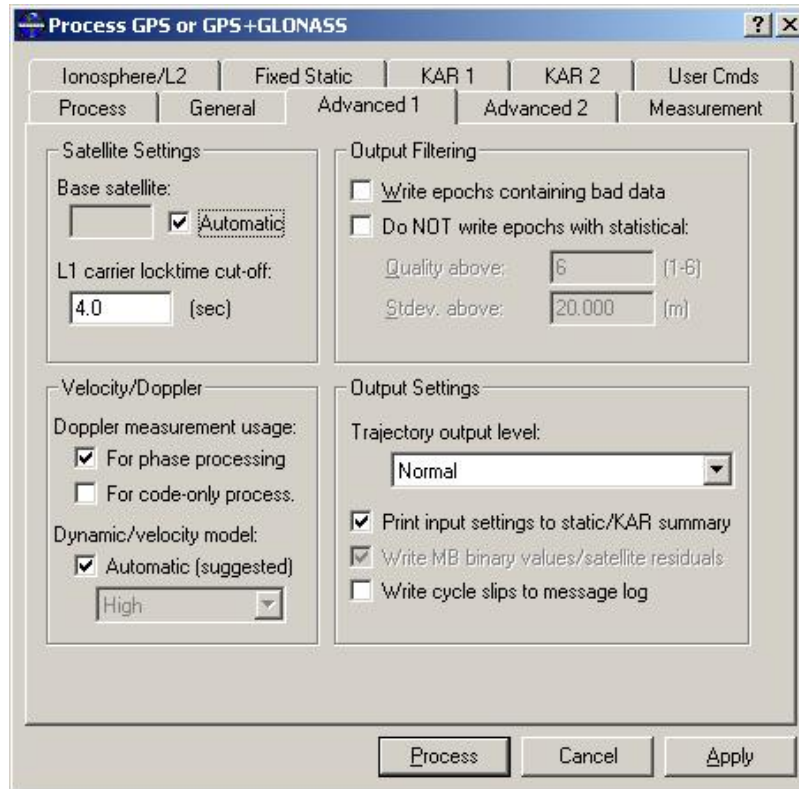 Process GPS or GPS+GLONASS
Ionosphere/L2 Fixed Static KAR 1 KAR 2 User Cmds
Process General Advanced 1 Advanced 2 Measurement
Satellite Settings
Base satellite:
Automatic
L1 carrier locktime cut-off:
4.0 (sec)
Output Filtering
Write epochs containing bad data
Do NOT write epochs with statistical:
Quality above: 6 (1-6)
Stdev. above: 20.000 (m)
Velocity/Doppler
Doppler measurement usage:
For phase processing
For code-only process.
Dynamic/velocity model:
Automatic (suggested)
High
Output Settings
Trajectory output level:
Normal
Print input settings to static/KAR summary
Write MB binary values/satellite residuals
Write cycle slips to message log
Process Cancel Apply